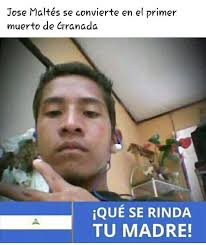 Jose Maltés se convierte en el primer
muerto de Granada
¡QUÉ SE RINDA
TU MADRE!